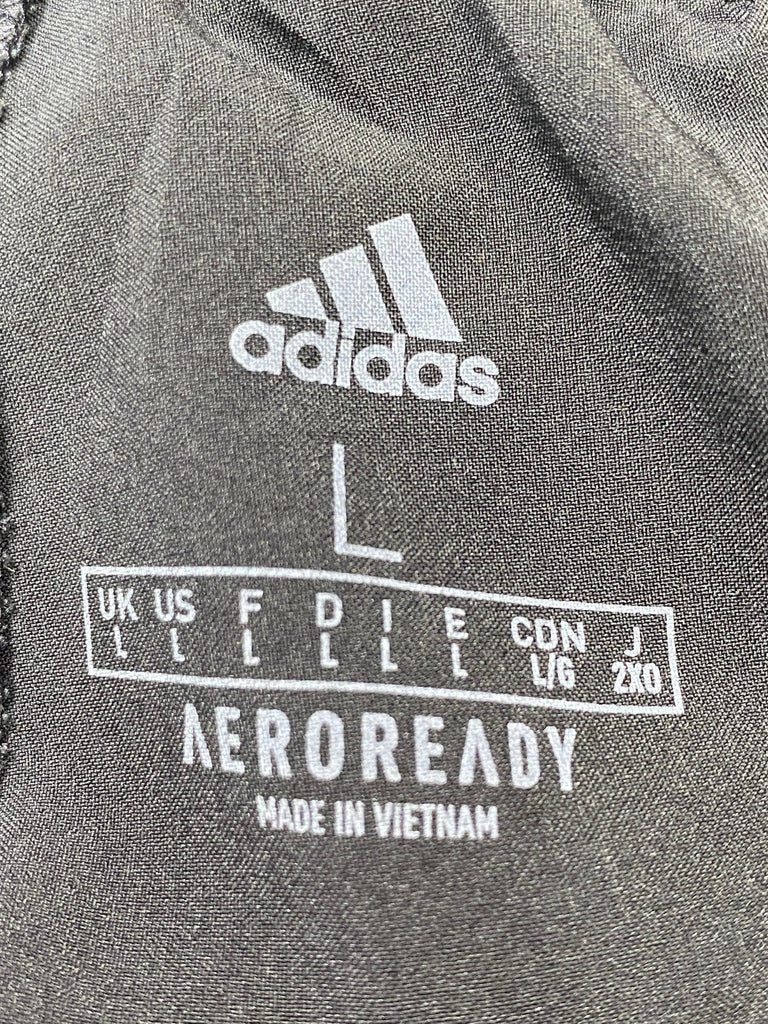 adidas
L
UK US F D I E CDN J
L L L L L L L/G 2XO
AEROREADY
MADE IN VIETNAM